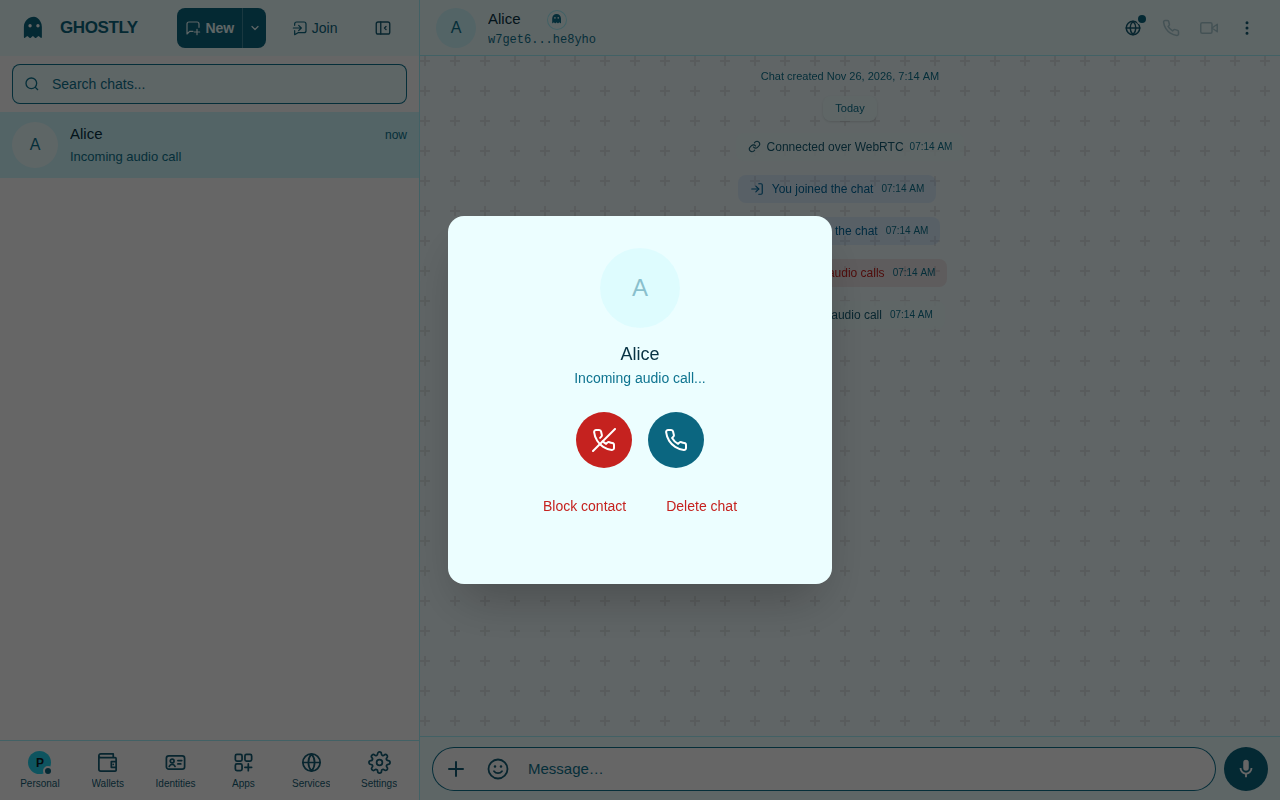 GHOSTLY
New
Join
Search chats...
A
Alice
now
Incoming audio call
A
Alice
w7get6...he8yho
Chat created Nov 26, 2026, 7:14 AM
Today
Connected over WebRTC 07:14 AM
You joined the chat 07:14 AM
the chat 07:14 AM
audio calls 07:14 AM
audio call 07:14 AM
A
Alice
Incoming audio call...
Block contact
Delete chat
P
Personal
Wallets
Identities
Apps
Services
Settings
Message…